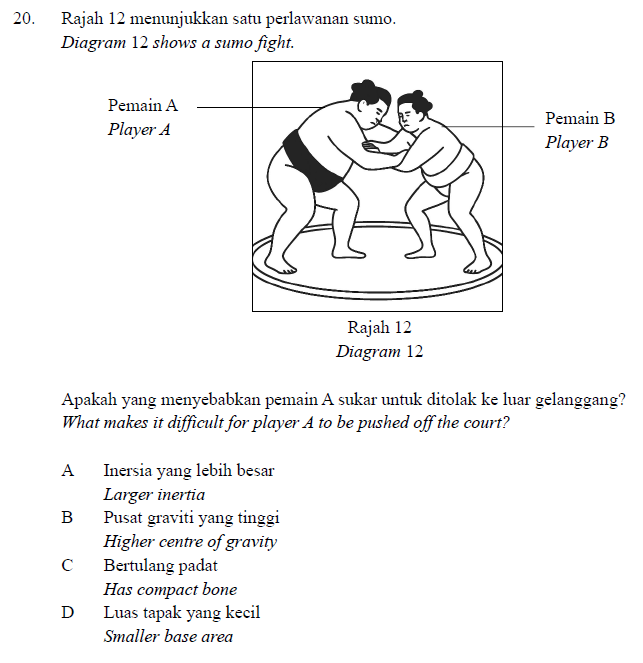 20. Rajah 12 menunjukkan satu perlawanan sumo.
Diagram 12 shows a sumo fight.
Pemain A
Player A
Pemain B
Player B
Rajah 12
Diagram 12
Apakah yang menyebabkan pemain A sukar untuk ditolak ke luar gelanggang?
What makes it difficult for player A to be pushed off the court?
A Inersia yang lebih besar
Larger inertia
B Pusat graviti yang tinggi
Higher centre of gravity
C Bertulang padat
Has compact bone
D Luas tapak yang kecil
Smaller base area